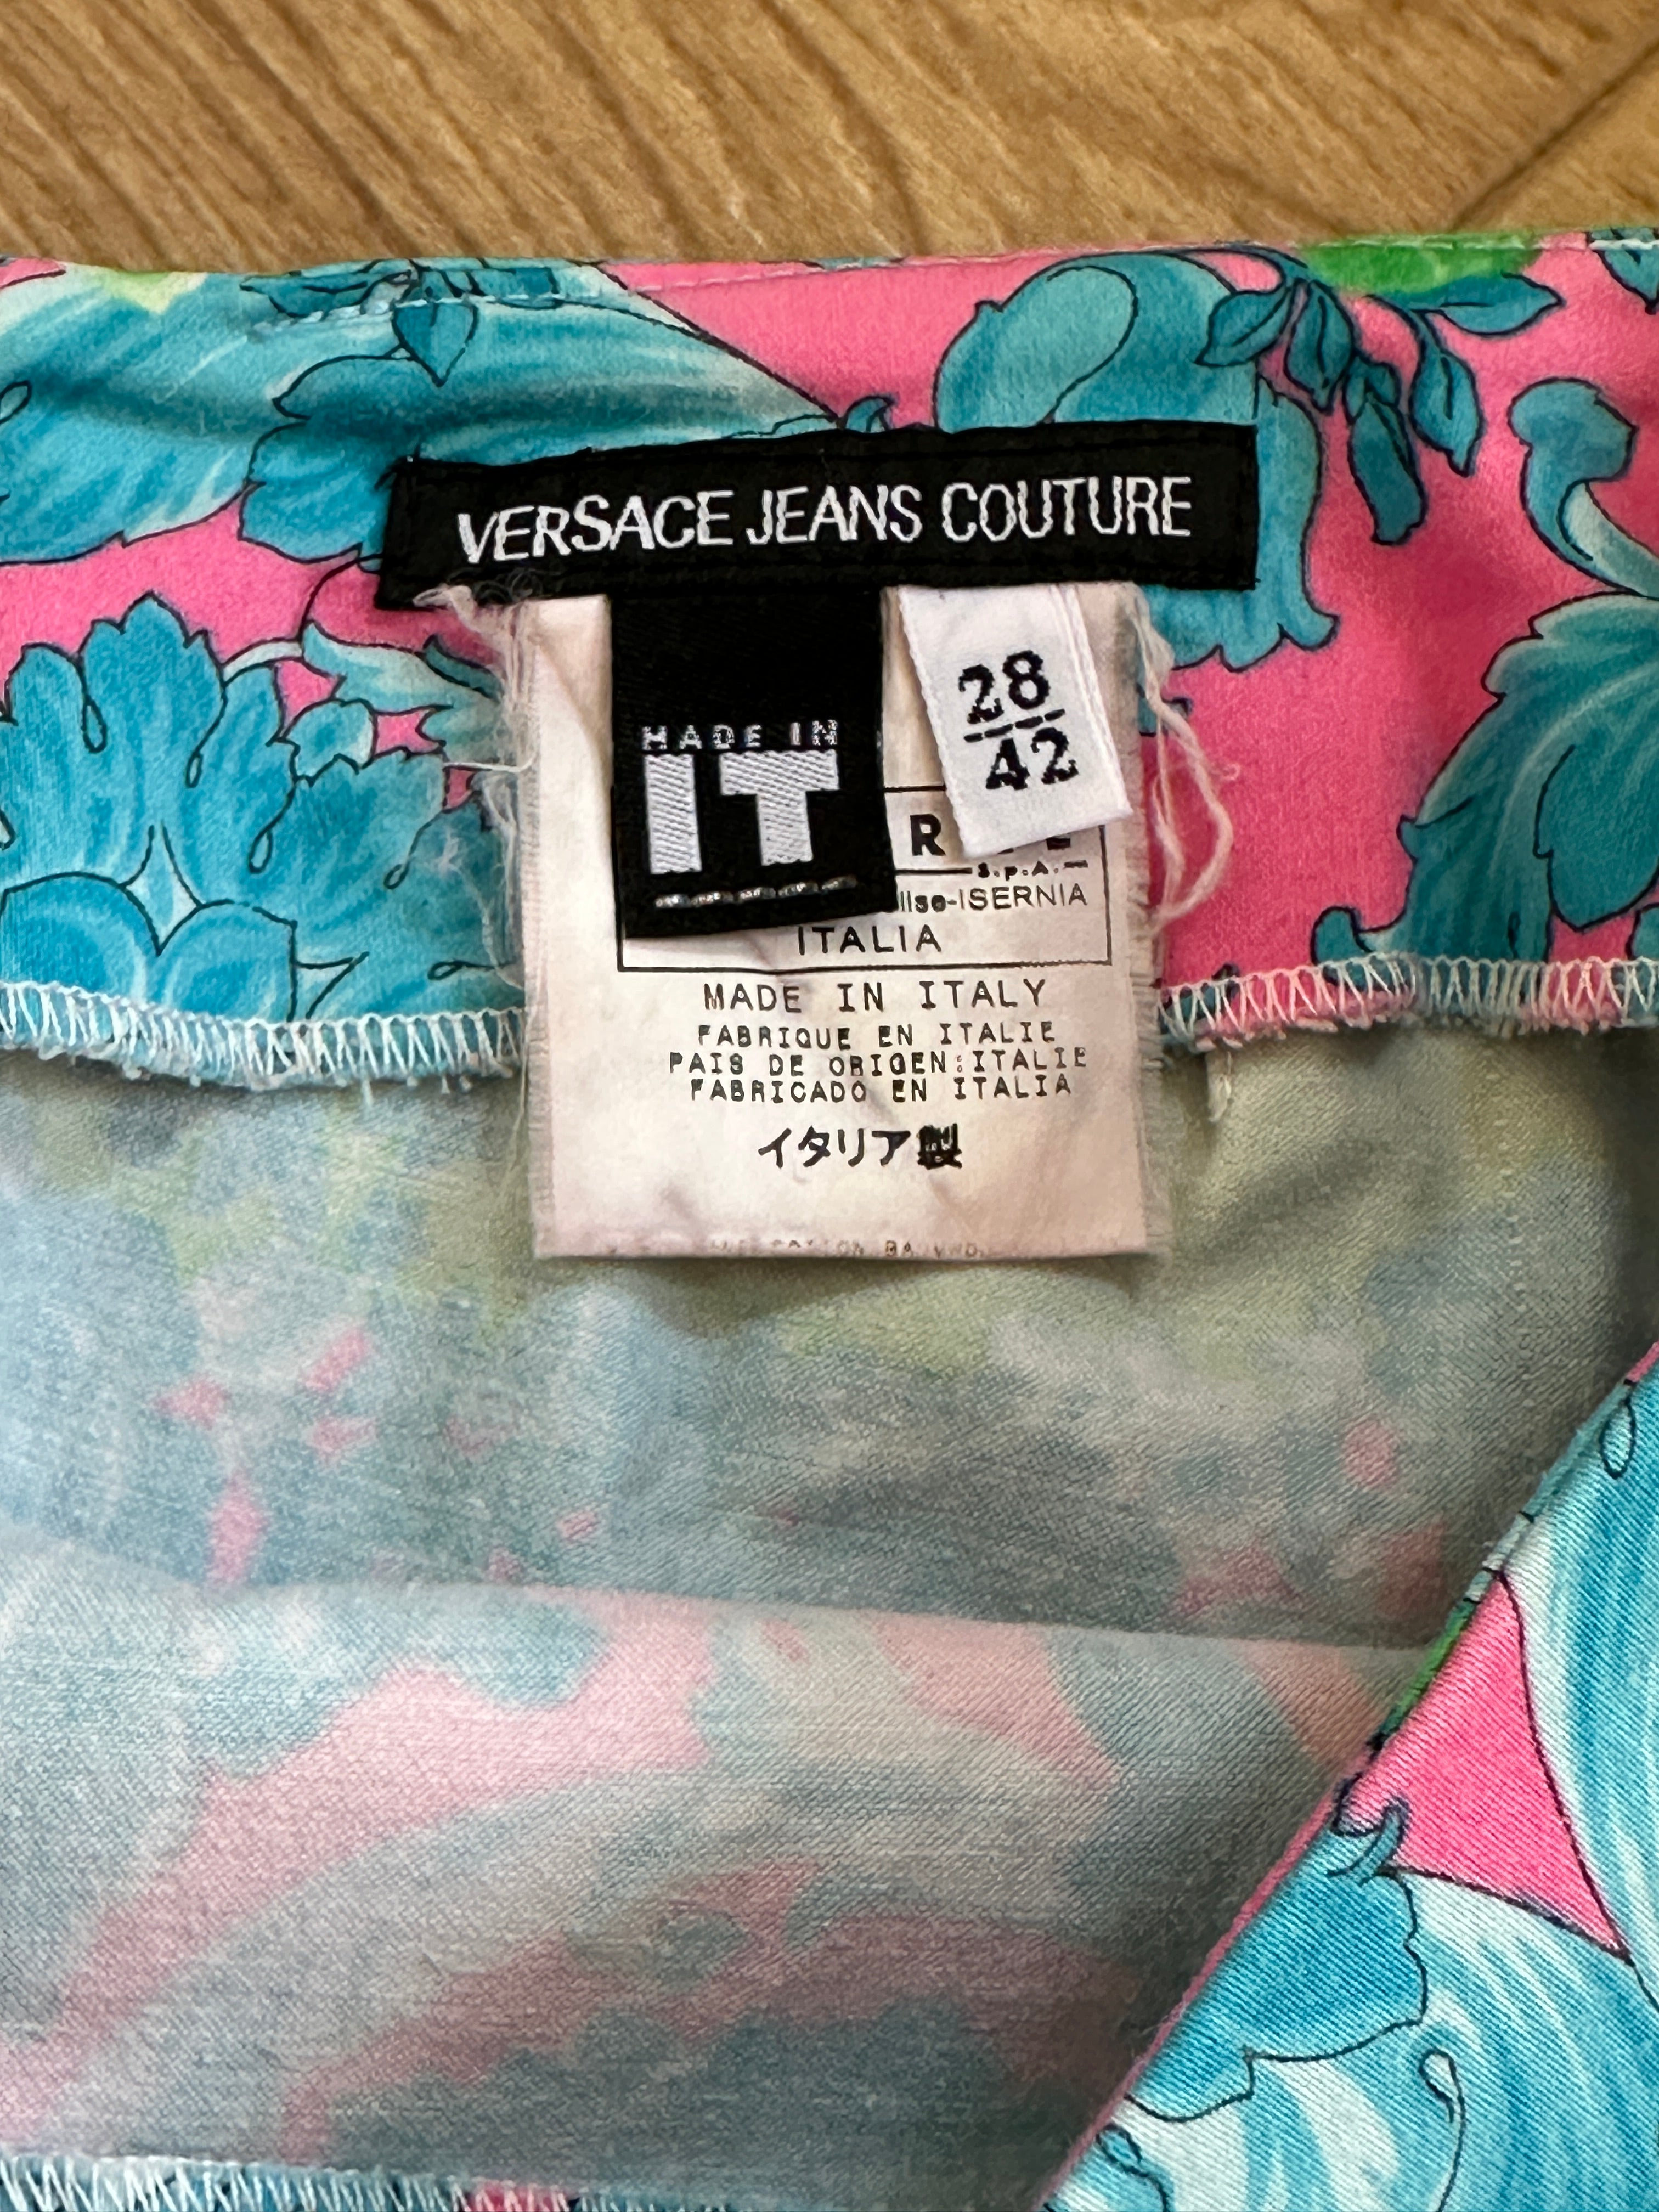 VERSACE JEANS COUTURE
MADE IN
IT
28
42
R
S.p.A.
ISERNIA
ITALIA
MADE IN ITALY
FABRIQUE EN ITALIE
PAIS DE ORIGEN:ITALIE
FABRICADO EN ITALIA
イタリア製